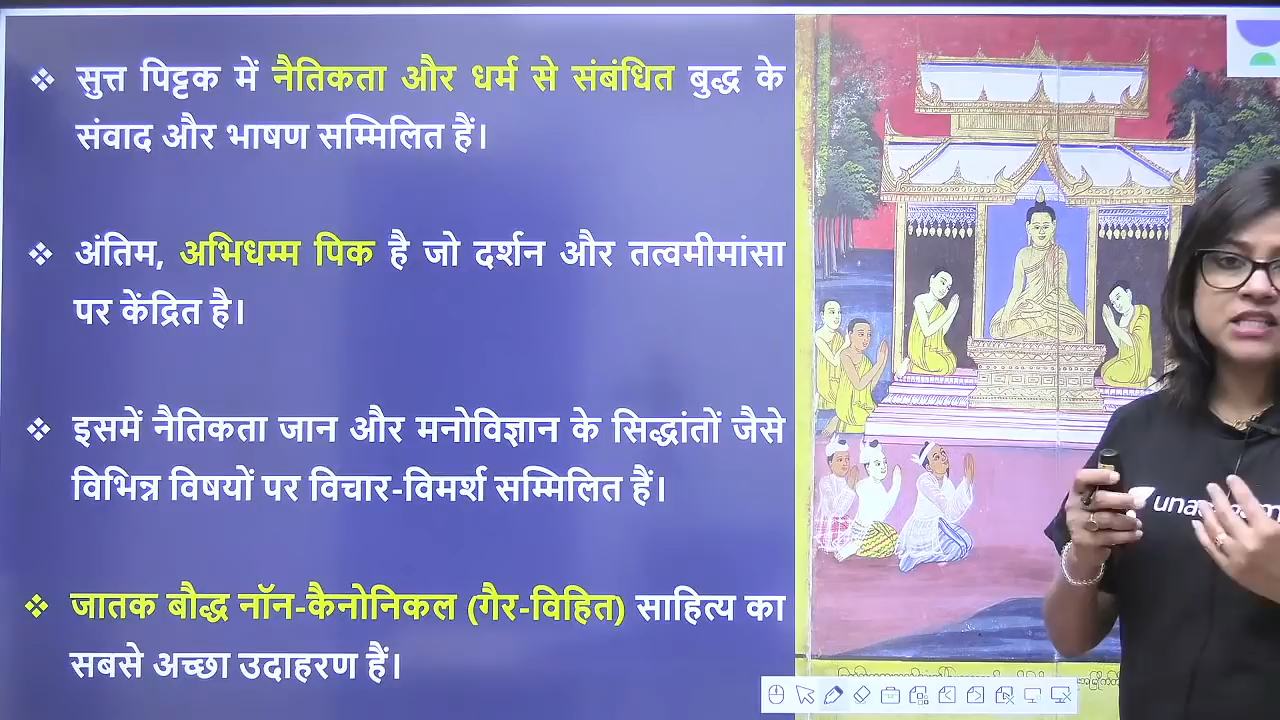 सुत्त पिट्टक में नैतिकता और धर्म से संबंधित बुद्ध के
संवाद और भाषण सम्मिलित हैं।
अंतिम, अभिधम्म पिक है जो दर्शन और तत्वमीमांसा
पर केंद्रित है।
इसमें नैतिकता जान और मनोविज्ञान के सिद्धांतों जैसे
विभिन्न विषयों पर विचार-विमर्श सम्मिलित हैं।
जातक बौद्ध नॉन-कैनोनिकल (गैर-विहित) साहित्य का
सबसे अच्छा उदाहरण हैं।